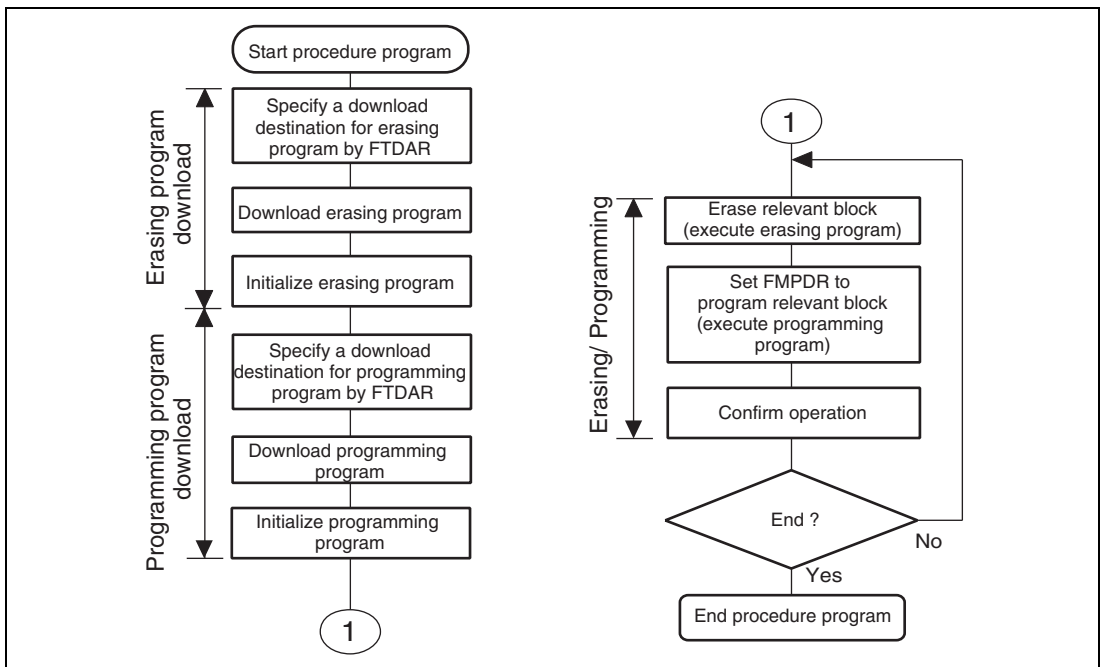 Start procedure program
Erasing program
download
Specify a download
destination for erasing
program by FTDAR
Download erasing program
Initialize erasing program
Programming program
download
Specify a download
destination for programming
program by FTDAR
Download programming
program
Initialize programming
program
1
1
Erasing/ Programming
Erase relevant block
(execute erasing program)
Set FMPDR to
program relevant block
(execute programming
program)
Confirm operation
End ?
No
Yes
End procedure program